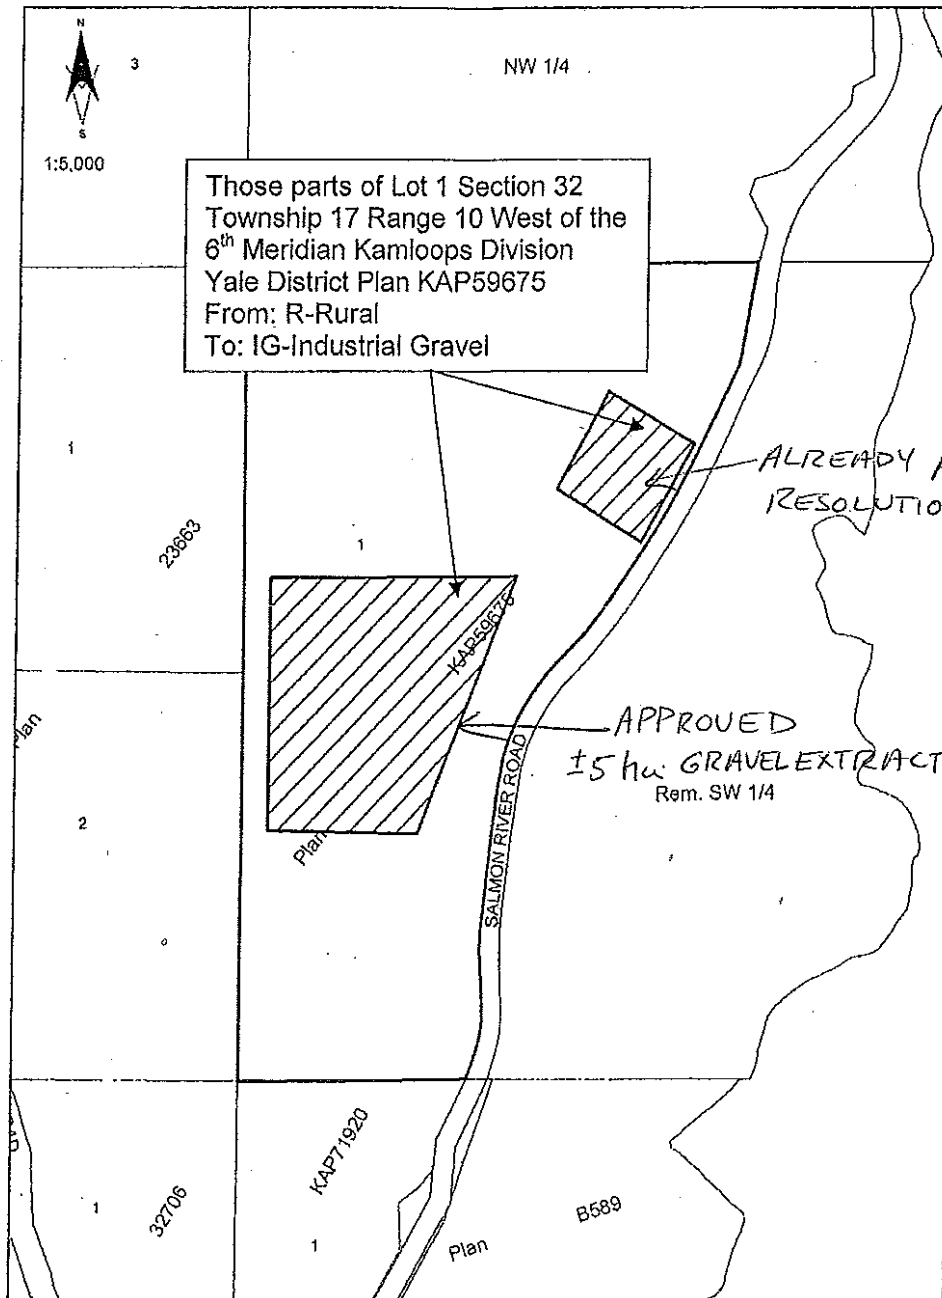 N
S
1:5,000
3
NW 1/4
Those parts of Lot 1 Section 32
Township 17 Range 10 West of the
6th Meridian Kamloops Division
Yale District Plan KAP59675
From: R-Rural
To: IG-Industrial Gravel
1
23663
1
ALREADY
RESOLUTIO
KAP59675
Plan
APPROVED
±5 ha GRAVEL EXTRACT
Rem. SW 1/4
2
Plan
SALMON RIVER ROAD
KAP71920
1
32706
1
Plan
B589